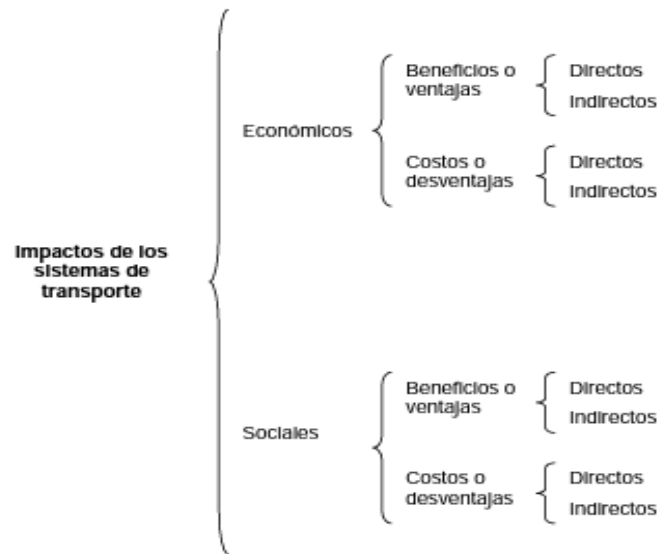 Impactos de los
sistemas de
transporte
Económicos
Beneficios o
ventajas
Directos
Indirectos
Costos o
desventajas
Directos
Indirectos
Sociales
Beneficios o
ventajas
Directos
Indirectos
Costos o
desventajas
Directos
Indirectos